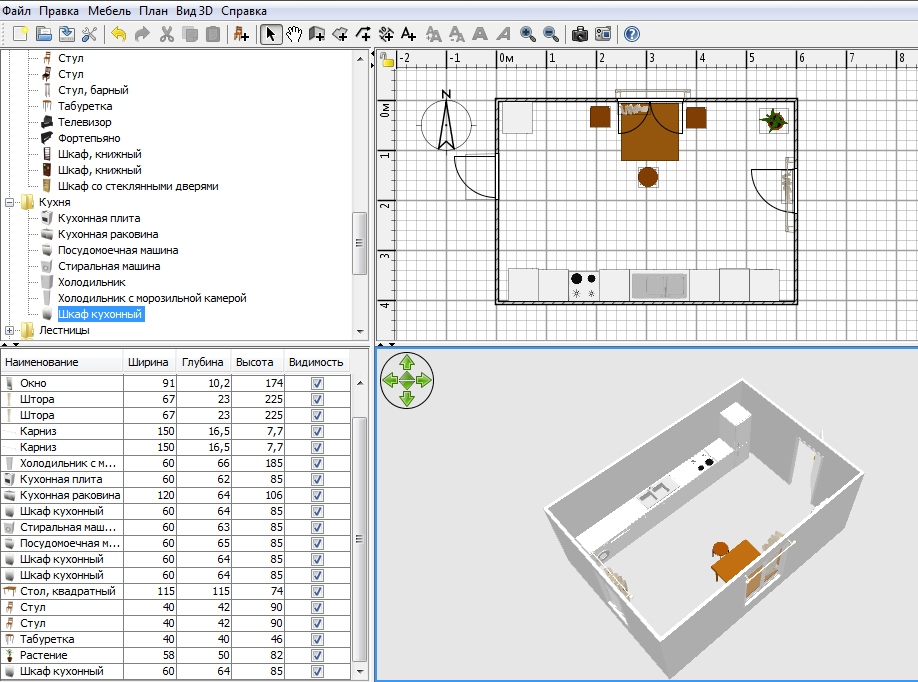 Файл Правка Мебель План Вид 3D Справка
Стул
Стул
Стул, барный
Табуретка
Телевизор
Фортепьяно
Шкаф, книжный
Шкаф, книжный
Шкаф со стеклянными дверями
Кухня
Кухонная плита
Кухонная раковина
Посудомоечная машина
Стиральная машина
Холодильник
Холодильник с морозильной камерой
Шкаф кухонный
Лестницы
-2 -1 0м 1 2 3 4 5 6 7 8
0м
1
2
3
4
N
Наименование Ширина Глубина Высота Видимость
Окно 91 10,2 174
Штора 67 23 225
Штора 67 23 225
Карниз 150 16,5 7,7
Карниз 150 16,5 7,7
Холодильник с м... 60 66 185
Кухонная плита 60 62 85
Кухонная раковина 120 64 106
Шкаф кухонный 60 64 85
Стиральная маш... 60 63 85
Посудомоечная м... 60 65 85
Шкаф кухонный 60 64 85
Шкаф кухонный 60 64 85
Стол, квадратный 115 115 74
Стул 40 42 90
Стул 40 42 90
Табуретка 40 40 46
Растение 58 50 82
Шкаф кухонный 60 64 85